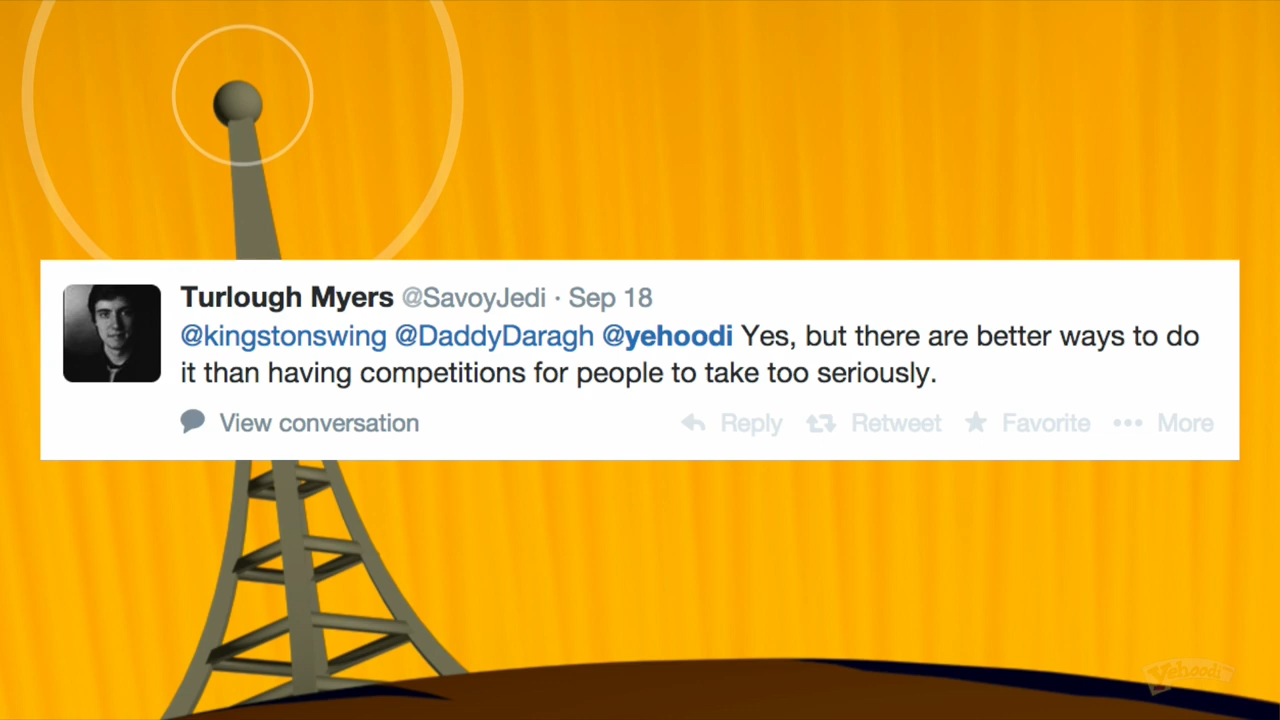 Turlough Myers @SavoyJedi · Sep 18
@kingstonswing @DaddyDaragh @yehoodi Yes, but there are better ways to do
it than having competitions for people to take too seriously.
View conversation Reply Retweet Favorite More
Yehoodi